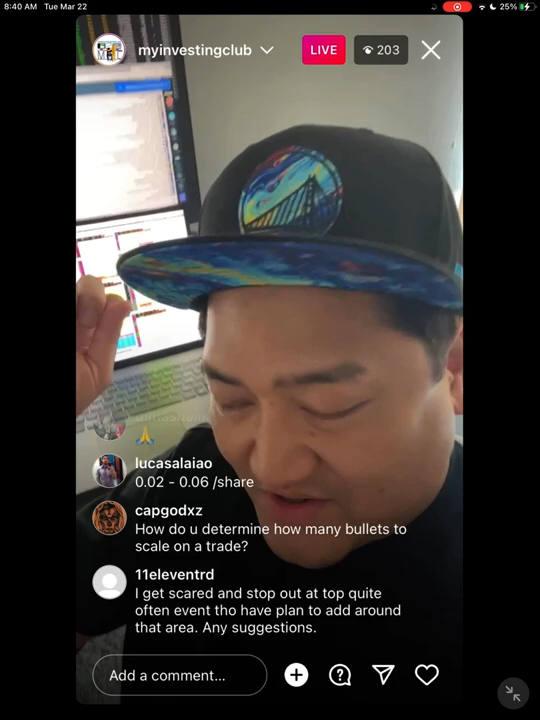 8:40 AM Tue Mar 22
25%
myinvestingclub
LIVE
203
🙏
lucasalaiao
0.02 - 0.06 /share
capgodxz
How do u determine how many bullets to
scale on a trade?
11eleventrd
I get scared and stop out at top quite
often event tho have plan to add around
that area. Any suggestions.
Add a comment...